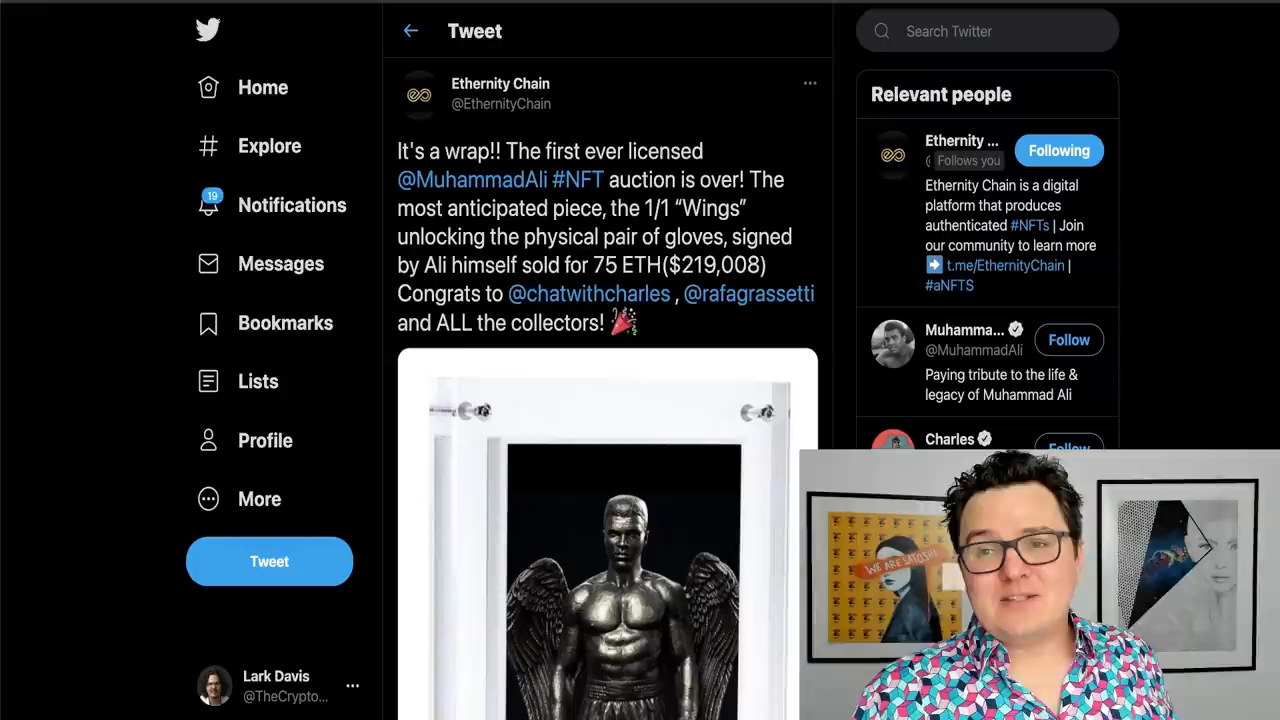 Home
Explore
19
Notifications
Messages
Bookmarks
Lists
Profile
More
Tweet
Lark Davis
@TheCrypto...
Tweet
Ethernity Chain
@EthernityChain
It's a wrap!! The first ever licensed
@MuhammadAli #NFT auction is over! The
most anticipated piece, the 1/1 “Wings”
unlocking the physical pair of gloves, signed
by Ali himself sold for 75 ETH($219,008)
Congrats to @chatwithcharles , @rafagrassetti
and ALL the collectors!
Search Twitter
Relevant people
Ethernity ...
Follows you
Following
Ethernity Chain is a digital
platform that produces
authenticated #NFTs | Join
our community to learn more
t.me/EthernityChain |
#aNFTS
Muhamma...
@MuhammadAli
Follow
Paying tribute to the life &
legacy of Muhammad Ali
Charles
Follow
WE ARE SATOSHI